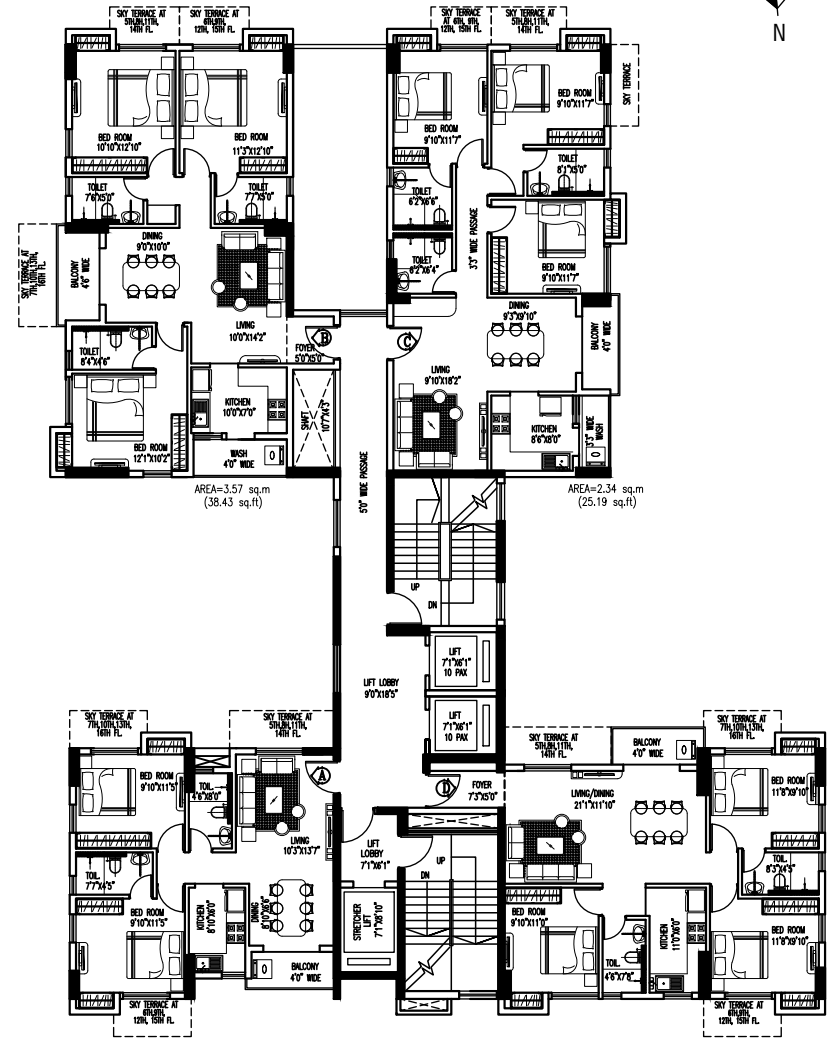 SKY TERRACE AT
5TH,8H,11TH,
14TH FL.
SKY TERRACE AT
6TH,9TH,
12TH, 15TH FL.
SKY TERRACE
AT 6TH, 9TH,
12TH, 15TH FL.
SKY TERRACE AT
5TH,8H,11TH,
14TH FL.
N
SKY TERRACE
BED ROOM
10'10"X12'10"
BED ROOM
11'3"X12'10"
BED ROOM
9'10"X11'7"
BED ROOM
9'10"X11'7"
TOILET
7'6"X5'0"
TOILET
7'7"X5'0"
TOILET
6'2"X6'6"
TOILET
8'1"X5'0"
SKY TERRACE AT
7TH,10TH,13TH,
16TH FL.
BALCONY
4'6" WIDE
DINING
9'0"X10'0"
LIVING
10'0"X14'2"
FOYER
5'0"X5'0"
B
TOILET
6'2"X6'4"
3'3" WIDE PASSAGE
BED ROOM
9'10"X11'7"
DINING
9'3"X9'10"
BALCONY
4'0" WIDE
C
LIVING
9'10"X18'2"
TOILET
8'4"X4'6"
BED ROOM
12'1"X10'2"
KITCHEN
10'0"X7'0"
WASH
4'0" WIDE
SHAFT
10'7"X4'3"
KITCHEN
8'6"X8'0"
3'3" WIDE
WASH
AREA=3.57 sq.m
(38.43 sq.ft)
AREA=2.34 sq.m
(25.19 sq.ft)
5'0" WIDE PASSAGE
UP
DN
LIFT
7'1"X6'1"
10 PAX
LIFT LOBBY
9'0"X18'5"
LIFT
7'1"X6'1"
10 PAX
SKY TERRACE AT
7TH,10TH,13TH,
16TH FL.
SKY TERRACE AT
5TH,8H,11TH,
14TH FL.
SKY TERRACE AT
5TH,8H,11TH,
14TH FL.
BALCONY
4'0" WIDE
SKY TERRACE AT
7TH,10TH,13TH,
16TH FL.
BED ROOM
9'10"X11'5"
TOIL.
4'6"X8'0"
A
LIVING
10'3"X13'7"
D
FOYER
7'3"X5'0"
LIVING/DINING
21'1"X11'10"
BED ROOM
11'8"X9'10"
TOIL.
7'7"X4'5"
LIFT
LOBBY
7'1"X6'1"
UP
DN
TOIL.
8'3"X4'5"
BED ROOM
9'10"X11'5"
KITCHEN
8'10"X6'0"
DINING
8'10"X6'6"
BALCONY
4'0" WIDE
STRETCHER
LIFT
7'1"X8'10"
BED ROOM
9'10"X11'0"
TOIL.
4'6"X7'8"
KITCHEN
11'0"X6'0"
BED ROOM
11'8"X9'10"
SKY TERRACE AT
6TH,9TH,
12TH, 15TH FL.
SKY TERRACE AT
6TH,9TH,
12TH, 15TH FL.